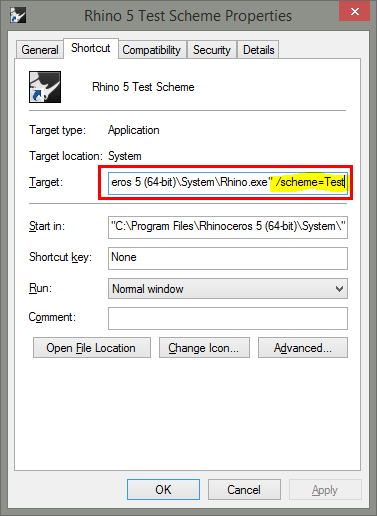 Rhino 5 Test Scheme Properties
General Shortcut Compatibility Security Details
Rhino 5 Test Scheme
Target type: Application
Target location: System
Target: eros 5 (64-bit)\System\Rhino.exe" /scheme=Test
Start in: "C:\Program Files\Rhinoceros 5 (64-bit)\System\"
Shortcut key: None
Run: Normal window
Comment:
Open File Location Change Icon... Advanced...
OK Cancel Apply